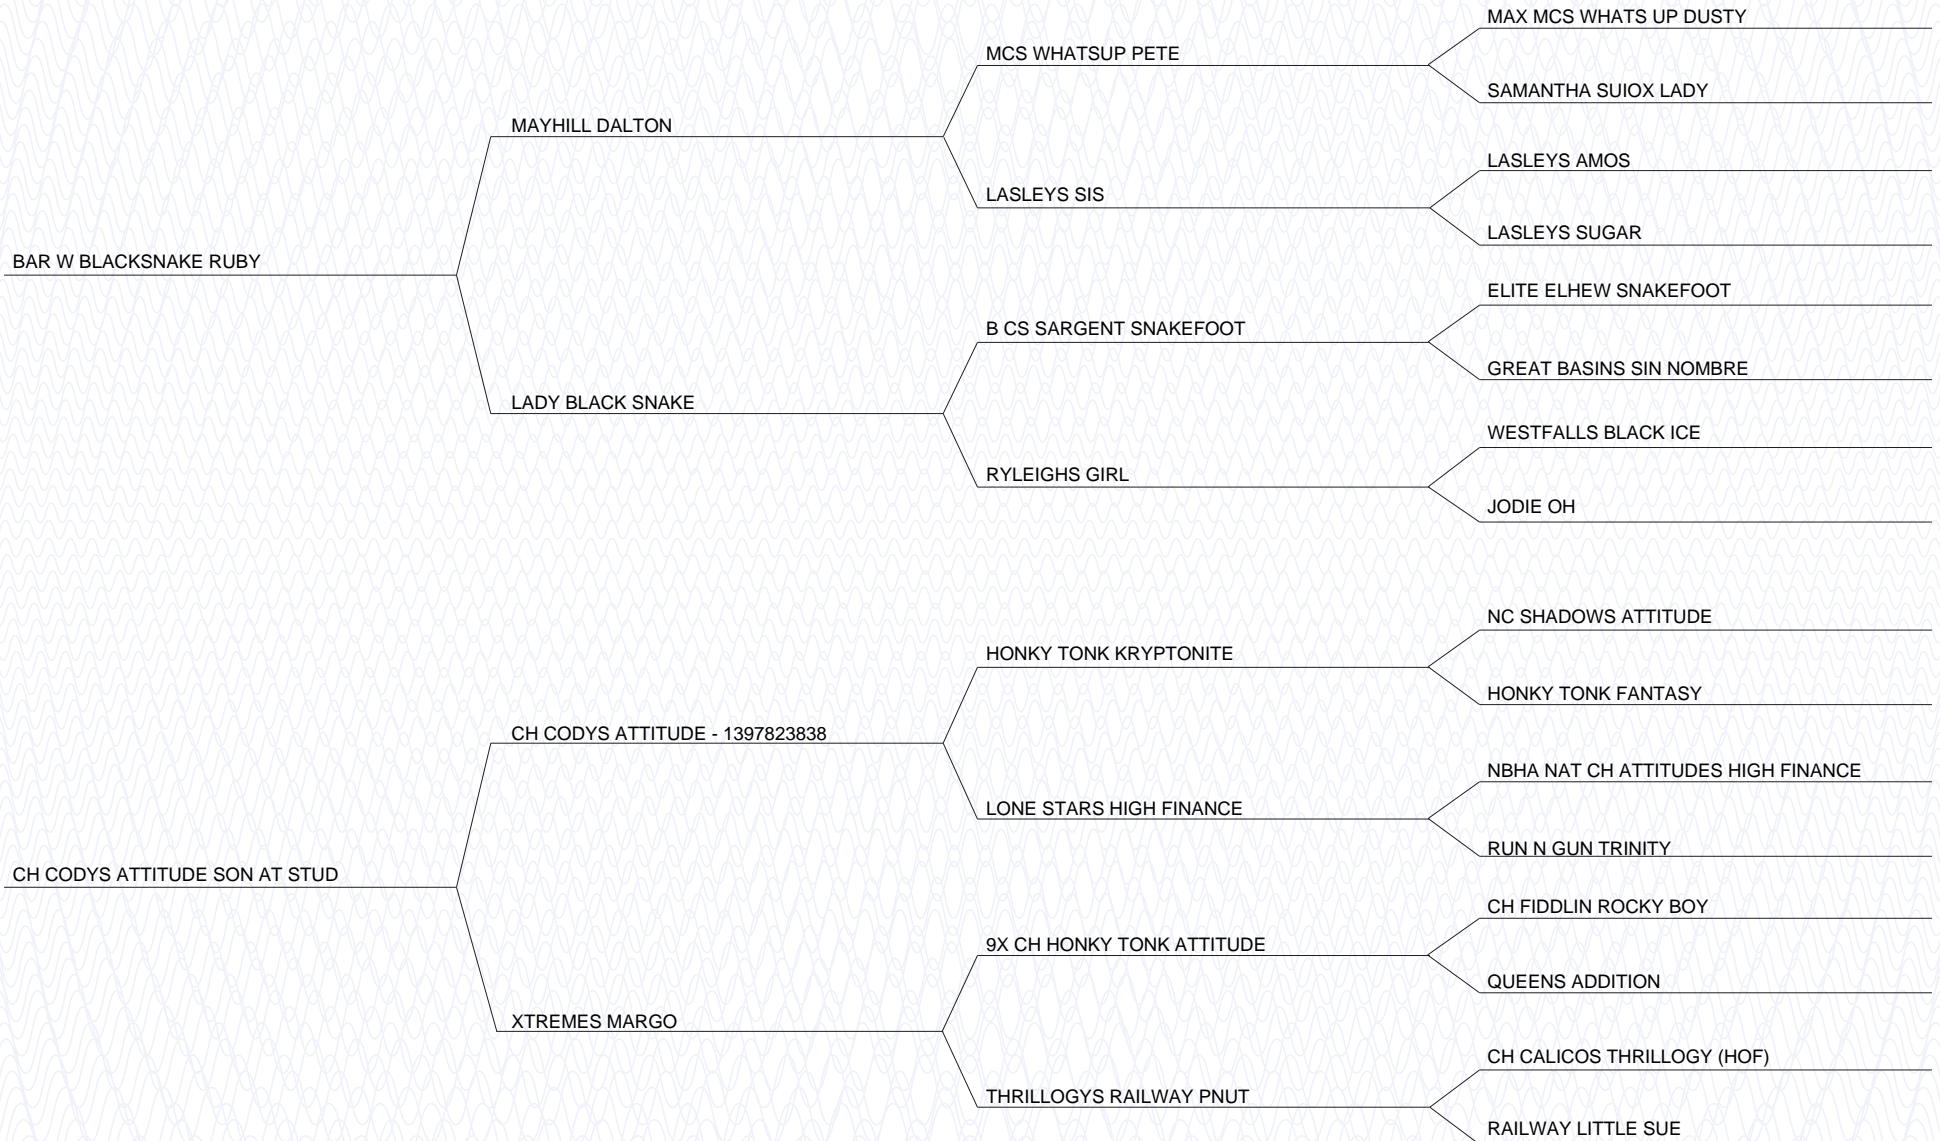 MAX MCS WHATS UP DUSTY
MCS WHATSUP PETE
SAMANTHA SUIOX LADY
MAYHILL DALTON
LASLEYS AMOS
LASLEYS SIS
LASLEYS SUGAR
BAR W BLACKSNAKE RUBY
ELITE ELHEW SNAKEFOOT
B CS SARGENT SNAKEFOOT
GREAT BASINS SIN NOMBRE
LADY BLACK SNAKE
WESTFALLS BLACK ICE
RYLEIGHS GIRL
JODIE OH
NC SHADOWS ATTITUDE
HONKY TONK KRYPTONITE
HONKY TONK FANTASY
CH CODYS ATTITUDE - 1397823838
NBHA NAT CH ATTITUDES HIGH FINANCE
LONE STARS HIGH FINANCE
RUN N GUN TRINITY
CH CODYS ATTITUDE SON AT STUD
CH FIDDLIN ROCKY BOY
9X CH HONKY TONK ATTITUDE
QUEENS ADDITION
XTREMES MARGO
CH CALICOS THRILLOGY (HOF)
THRILLOGYS RAILWAY PNUT
RAILWAY LITTLE SUE